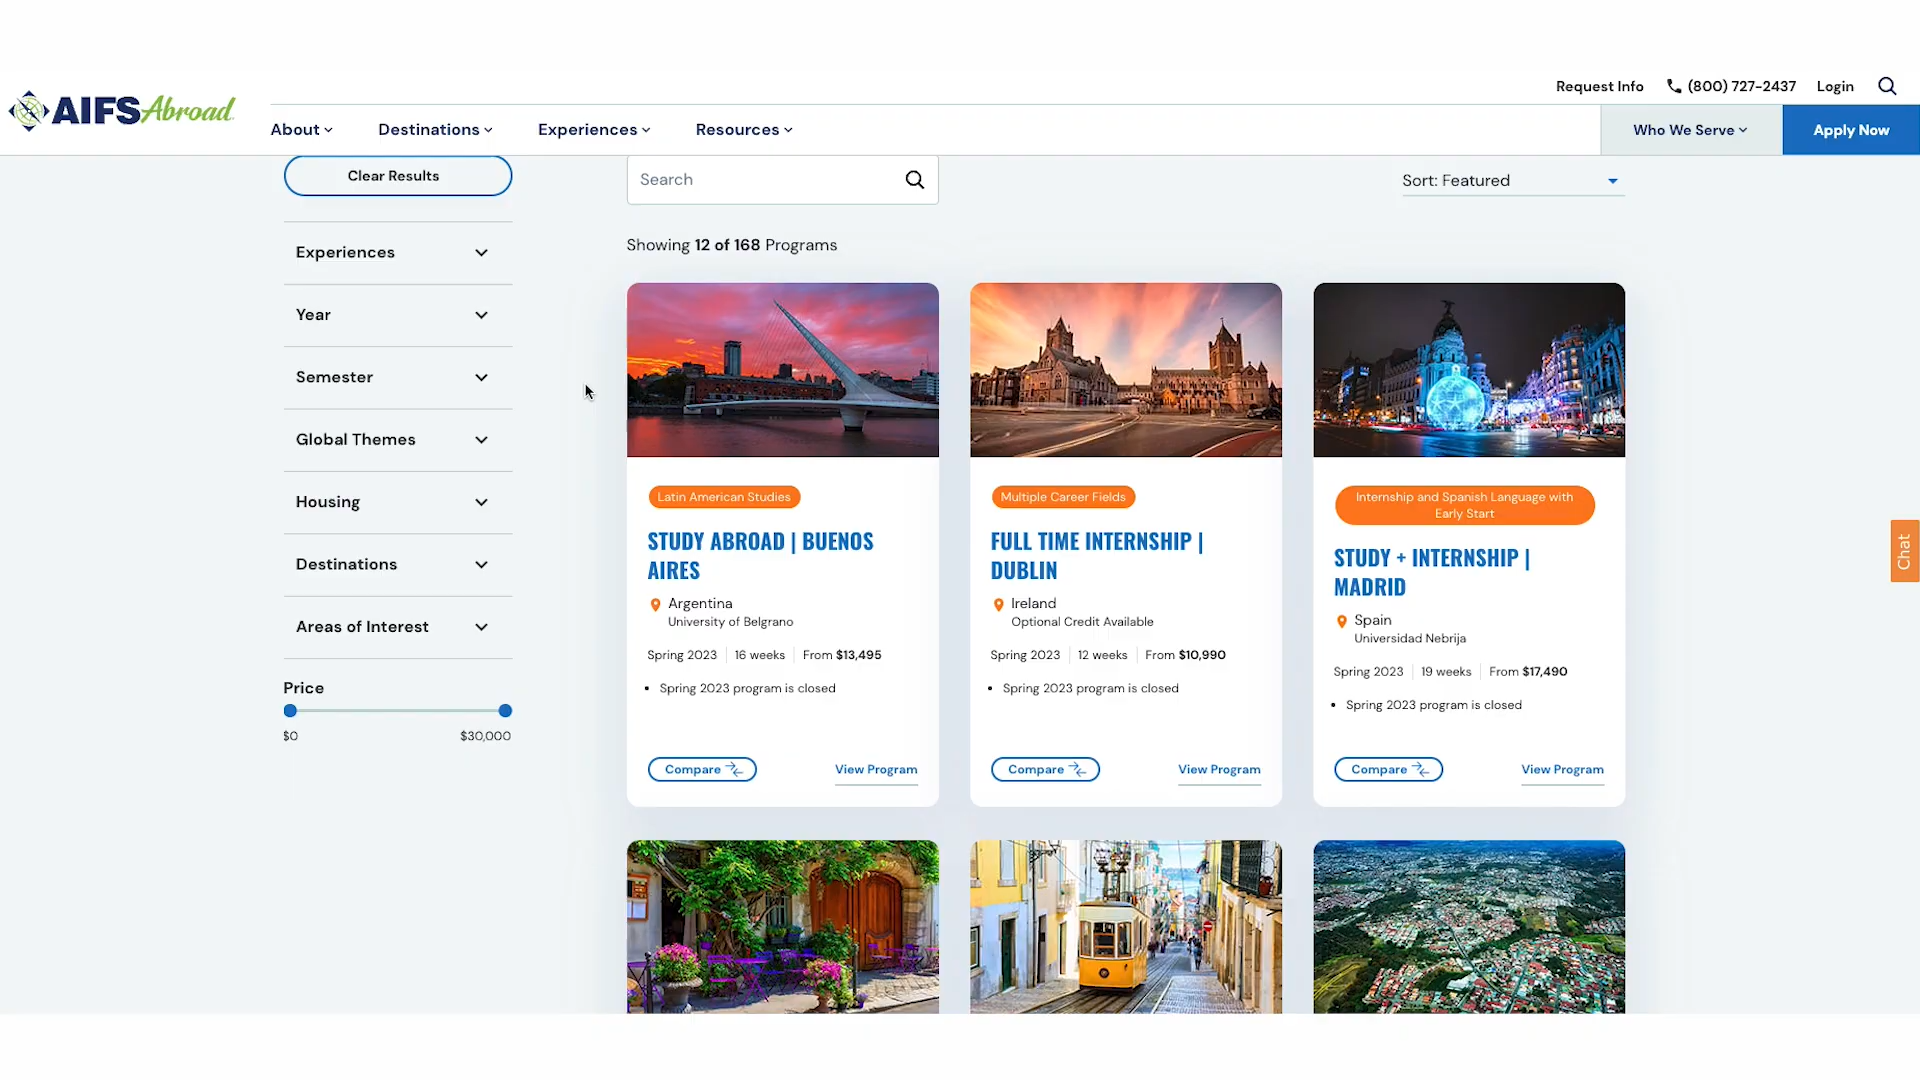 Request Info
(800) 727-2437
Login
AIFS Abroad
About
Destinations
Experiences
Resources
Who We Serve
Apply Now
Clear Results
Search
Sort: Featured
Experiences
Year
Semester
Global Themes
Housing
Destinations
Areas of Interest
Price
$0
$30,000
Showing 12 of 168 Programs
Latin American Studies
STUDY ABROAD | BUENOS
AIRES
Argentina
University of Belgrano
Spring 2023 16 weeks From $13,495
• Spring 2023 program is closed
Compare
View Program
Multiple Career Fields
FULL TIME INTERNSHIP |
DUBLIN
Ireland
Optional Credit Available
Spring 2023 12 weeks From $10,990
• Spring 2023 program is closed
Compare
View Program
Internship and Spanish Language with
Early Start
STUDY + INTERNSHIP |
MADRID
Spain
Universidad Nebrija
Spring 2023 19 weeks From $17,490
• Spring 2023 program is closed
Compare
View Program
Chat